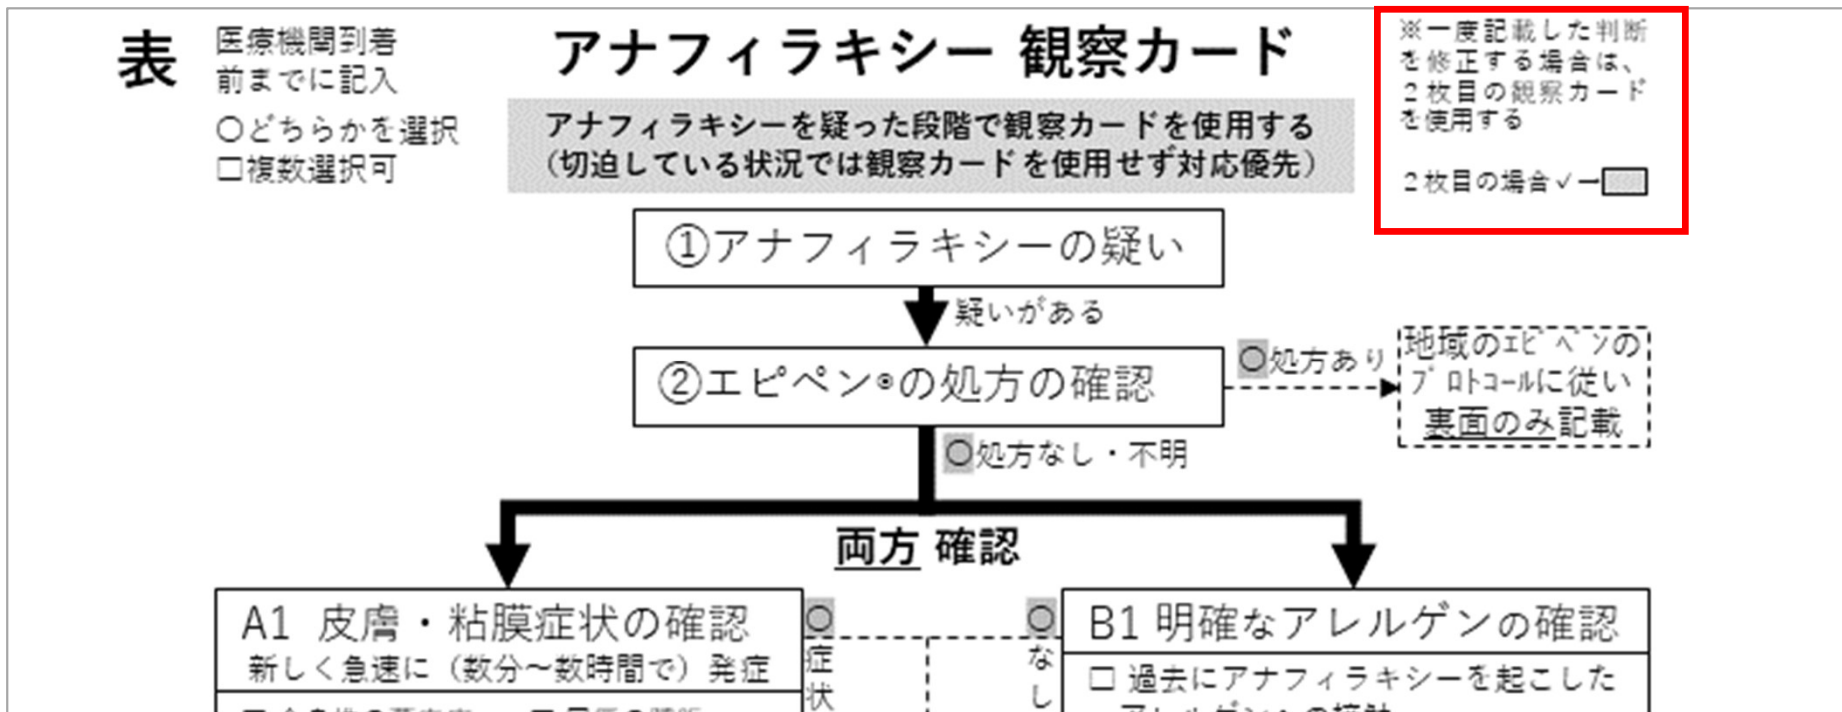 表
医療機関到着
前までに記入
〇どちらかを選択
□複数選択可
アナフィラキシー 観察カード
アナフィラキシーを疑った段階で観察カードを使用する
（切迫している状況では観察カードを使用せず対応優先）
※一度記載した判断
を修正する場合は、
２枚目の観察カード
を使用する
２枚目の場合✓→
①アナフィラキシーの疑い
疑いがある
②エピペン®の処方の確認
〇処方あり
地域のｴﾋﾟﾍﾟﾝの
ﾌﾟﾛﾄｺｰﾙに従い
裏面のみ記載
〇処方なし・不明
両方 確認
A1 皮膚・粘膜症状の確認
新しく急速に（数分～数時間で）発症
〇
症
状
〇
な
し
B1 明確なアレルゲンの確認
□ 過去にアナフィラキシーを起こした